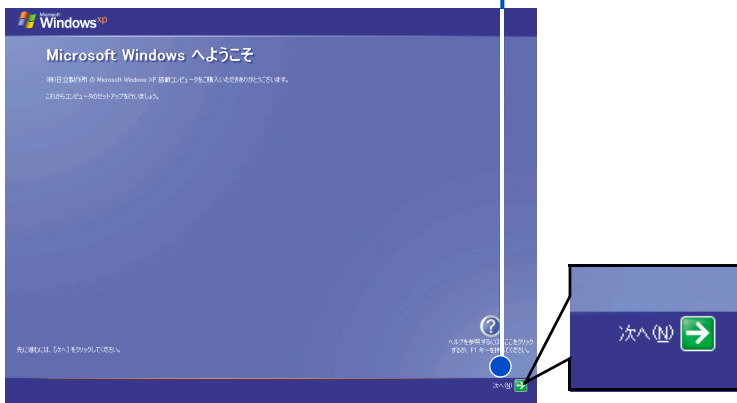 Microsoft
Windows xp
Microsoft Windows へようこそ
(株)日立製作所 の Microsoft Windows XP 搭載コンピュータをご購入いただきありがとうございます。
これからコンピュータのセットアップを行いましょう。
ヘルプを参照するには、ここをクリック
するか、F1 キーを押してください。
先に進むには、[次へ] をクリックしてください。
次へ(N)
次へ(N)